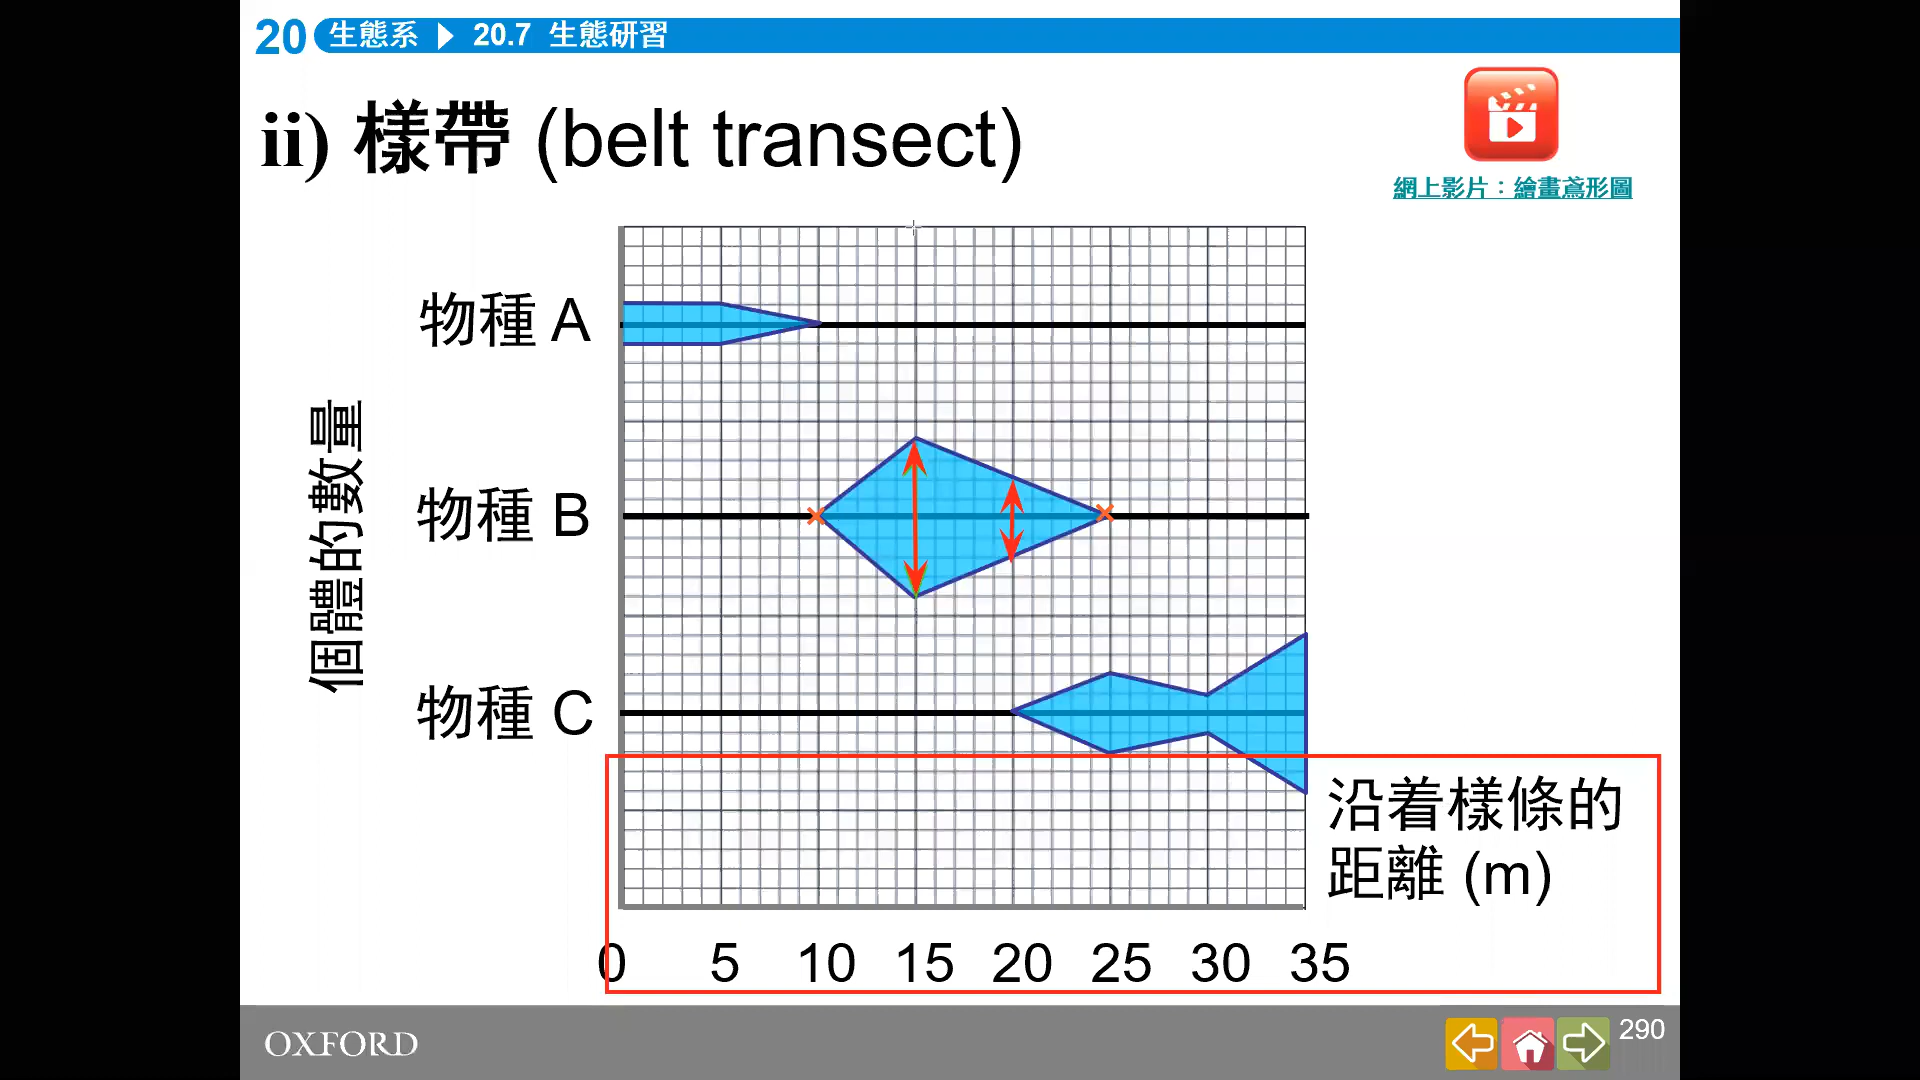 20 生態系 20.7 生態研習
ii) 樣帶 (belt transect)
網上影片：繪畫鳶形圖
個體的數量
物種 A
物種 B
物種 C
沿着樣條的
距離 (m)
0 5 10 15 20 25 30 35
OXFORD
290